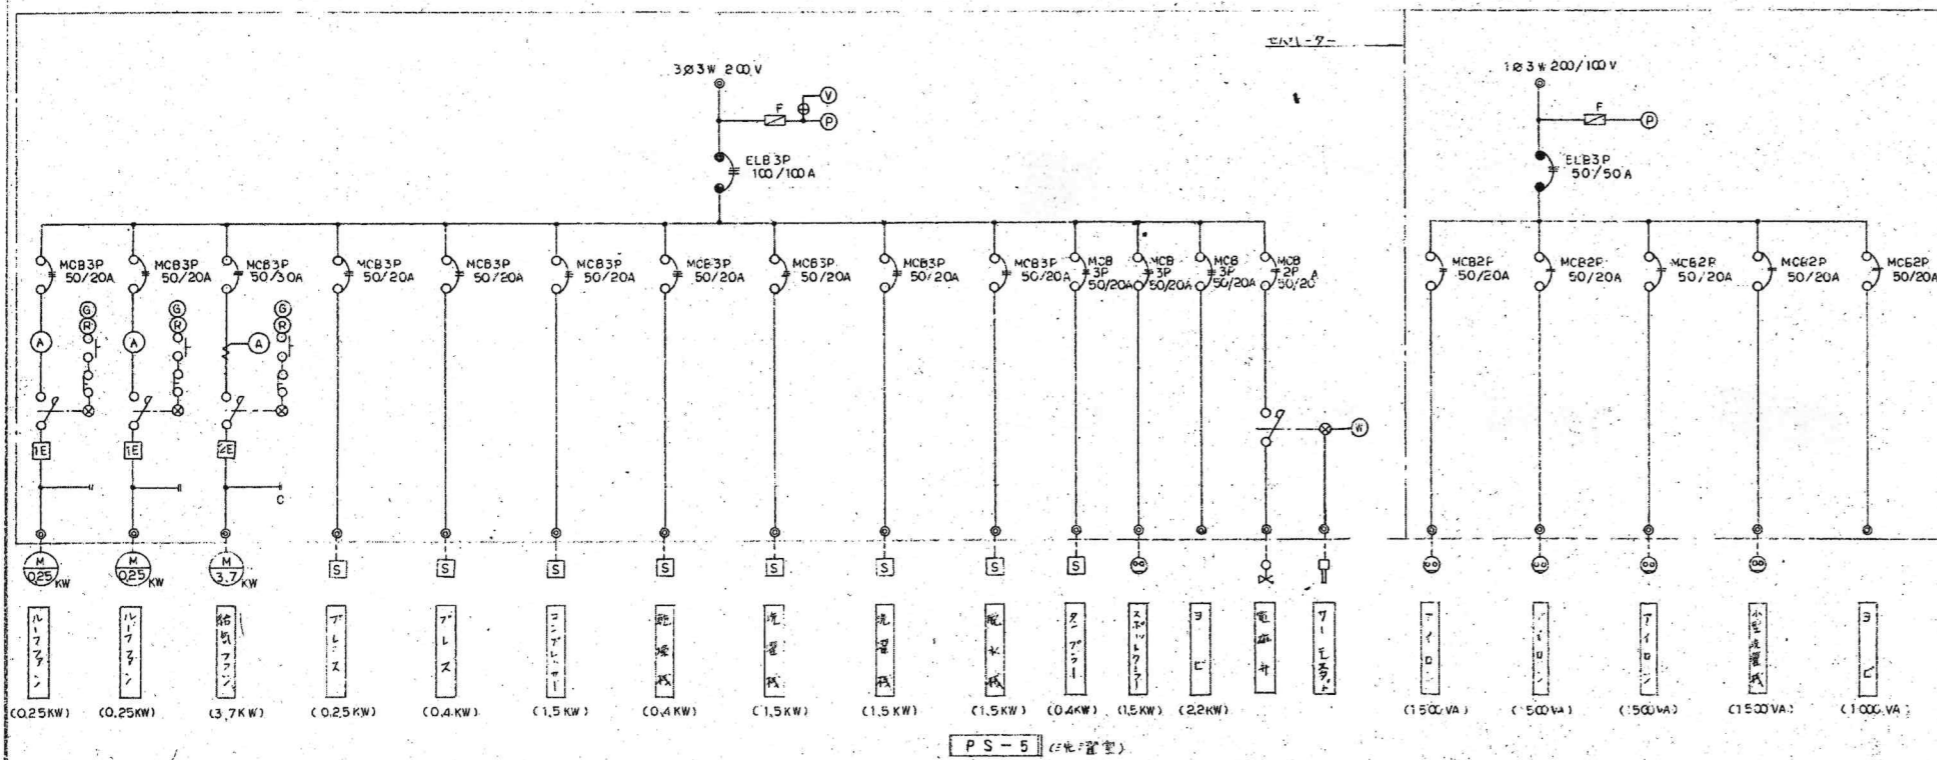 セパレーター
3Ø3W 200V
1Ø3W 200/100V
F
V
P
F
P
ELB3P
100/100A
ELB3P
50/50A
MCB3P
50/20A
MCB3P
50/20A
MCB3P
50/30A
MCB3P
50/20A
MCB3P
50/20A
MCB3P
50/20A
MCB3P
50/20A
MCB3P
50/20A
MCB3P
50/20A
MCB3P
50/20A
MCB
3P
50/20A
MCB
3P
50/20A
MCB
3P
50/20A
MCB
2P
50/20A
MCB2P
50/20A
MCB2P
50/20A
MCB2P
50/20A
MCB2P
50/20A
MCB2P
50/20A
G
R
A
G
R
A
G
R
A
W
1E
1E
2E
C
M
0.25 KW
M
0.25 KW
M
3.7 KW
S
S
S
S
S
S
S
S
ルーフファン
ルーフファン
給気ファン
プレス
プレス
コンプレッサー
乾燥機
洗濯機
洗濯機
脱水機
タンブラー
スポットクーラー
ヨビ
電磁弁
サーモスタット
アイロン
アイロン
アイロン
小型洗濯機
ヨビ
(0.25KW)
(0.25KW)
(3.7KW)
(0.25KW)
(0.4KW)
(1.5KW)
(0.4KW)
(1.5KW)
(1.5KW)
(1.5KW)
(0.4KW)
(1.5KW)
(2.2KW)
(1500VA)
(1500VA)
(1500VA)
(1500VA)
(1000VA)
PS-5 (洗濯室)